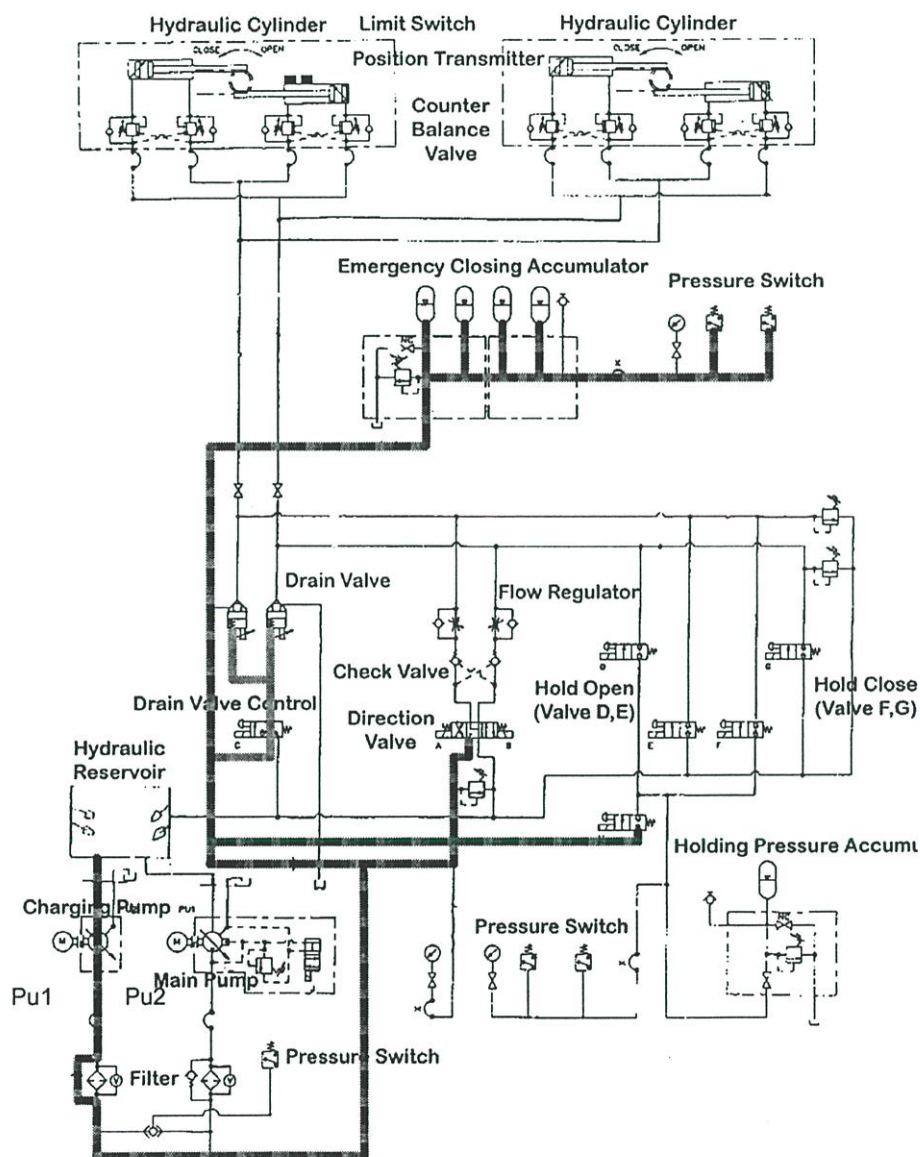 Hydraulic Cylinder
Limit Switch
Hydraulic Cylinder
CLOSE OPEN
Position Transmitter
CLOSE OPEN
Counter
Balance
Valve
Emergency Closing Accumulator
Pressure Switch
Drain Valve
Flow Regulator
Check Valve
Drain Valve Control
Hold Open
(Valve D,E)
Hold Close
(Valve F,G)
Direction
Valve
D
G
C
A
B
E
F
Hydraulic
Reservoir
Holding Pressure Accumu
Charging Pump
PU1
M
M
Main Pump
Pressure Switch
Pu1
Pu2
Pressure Switch
Filter